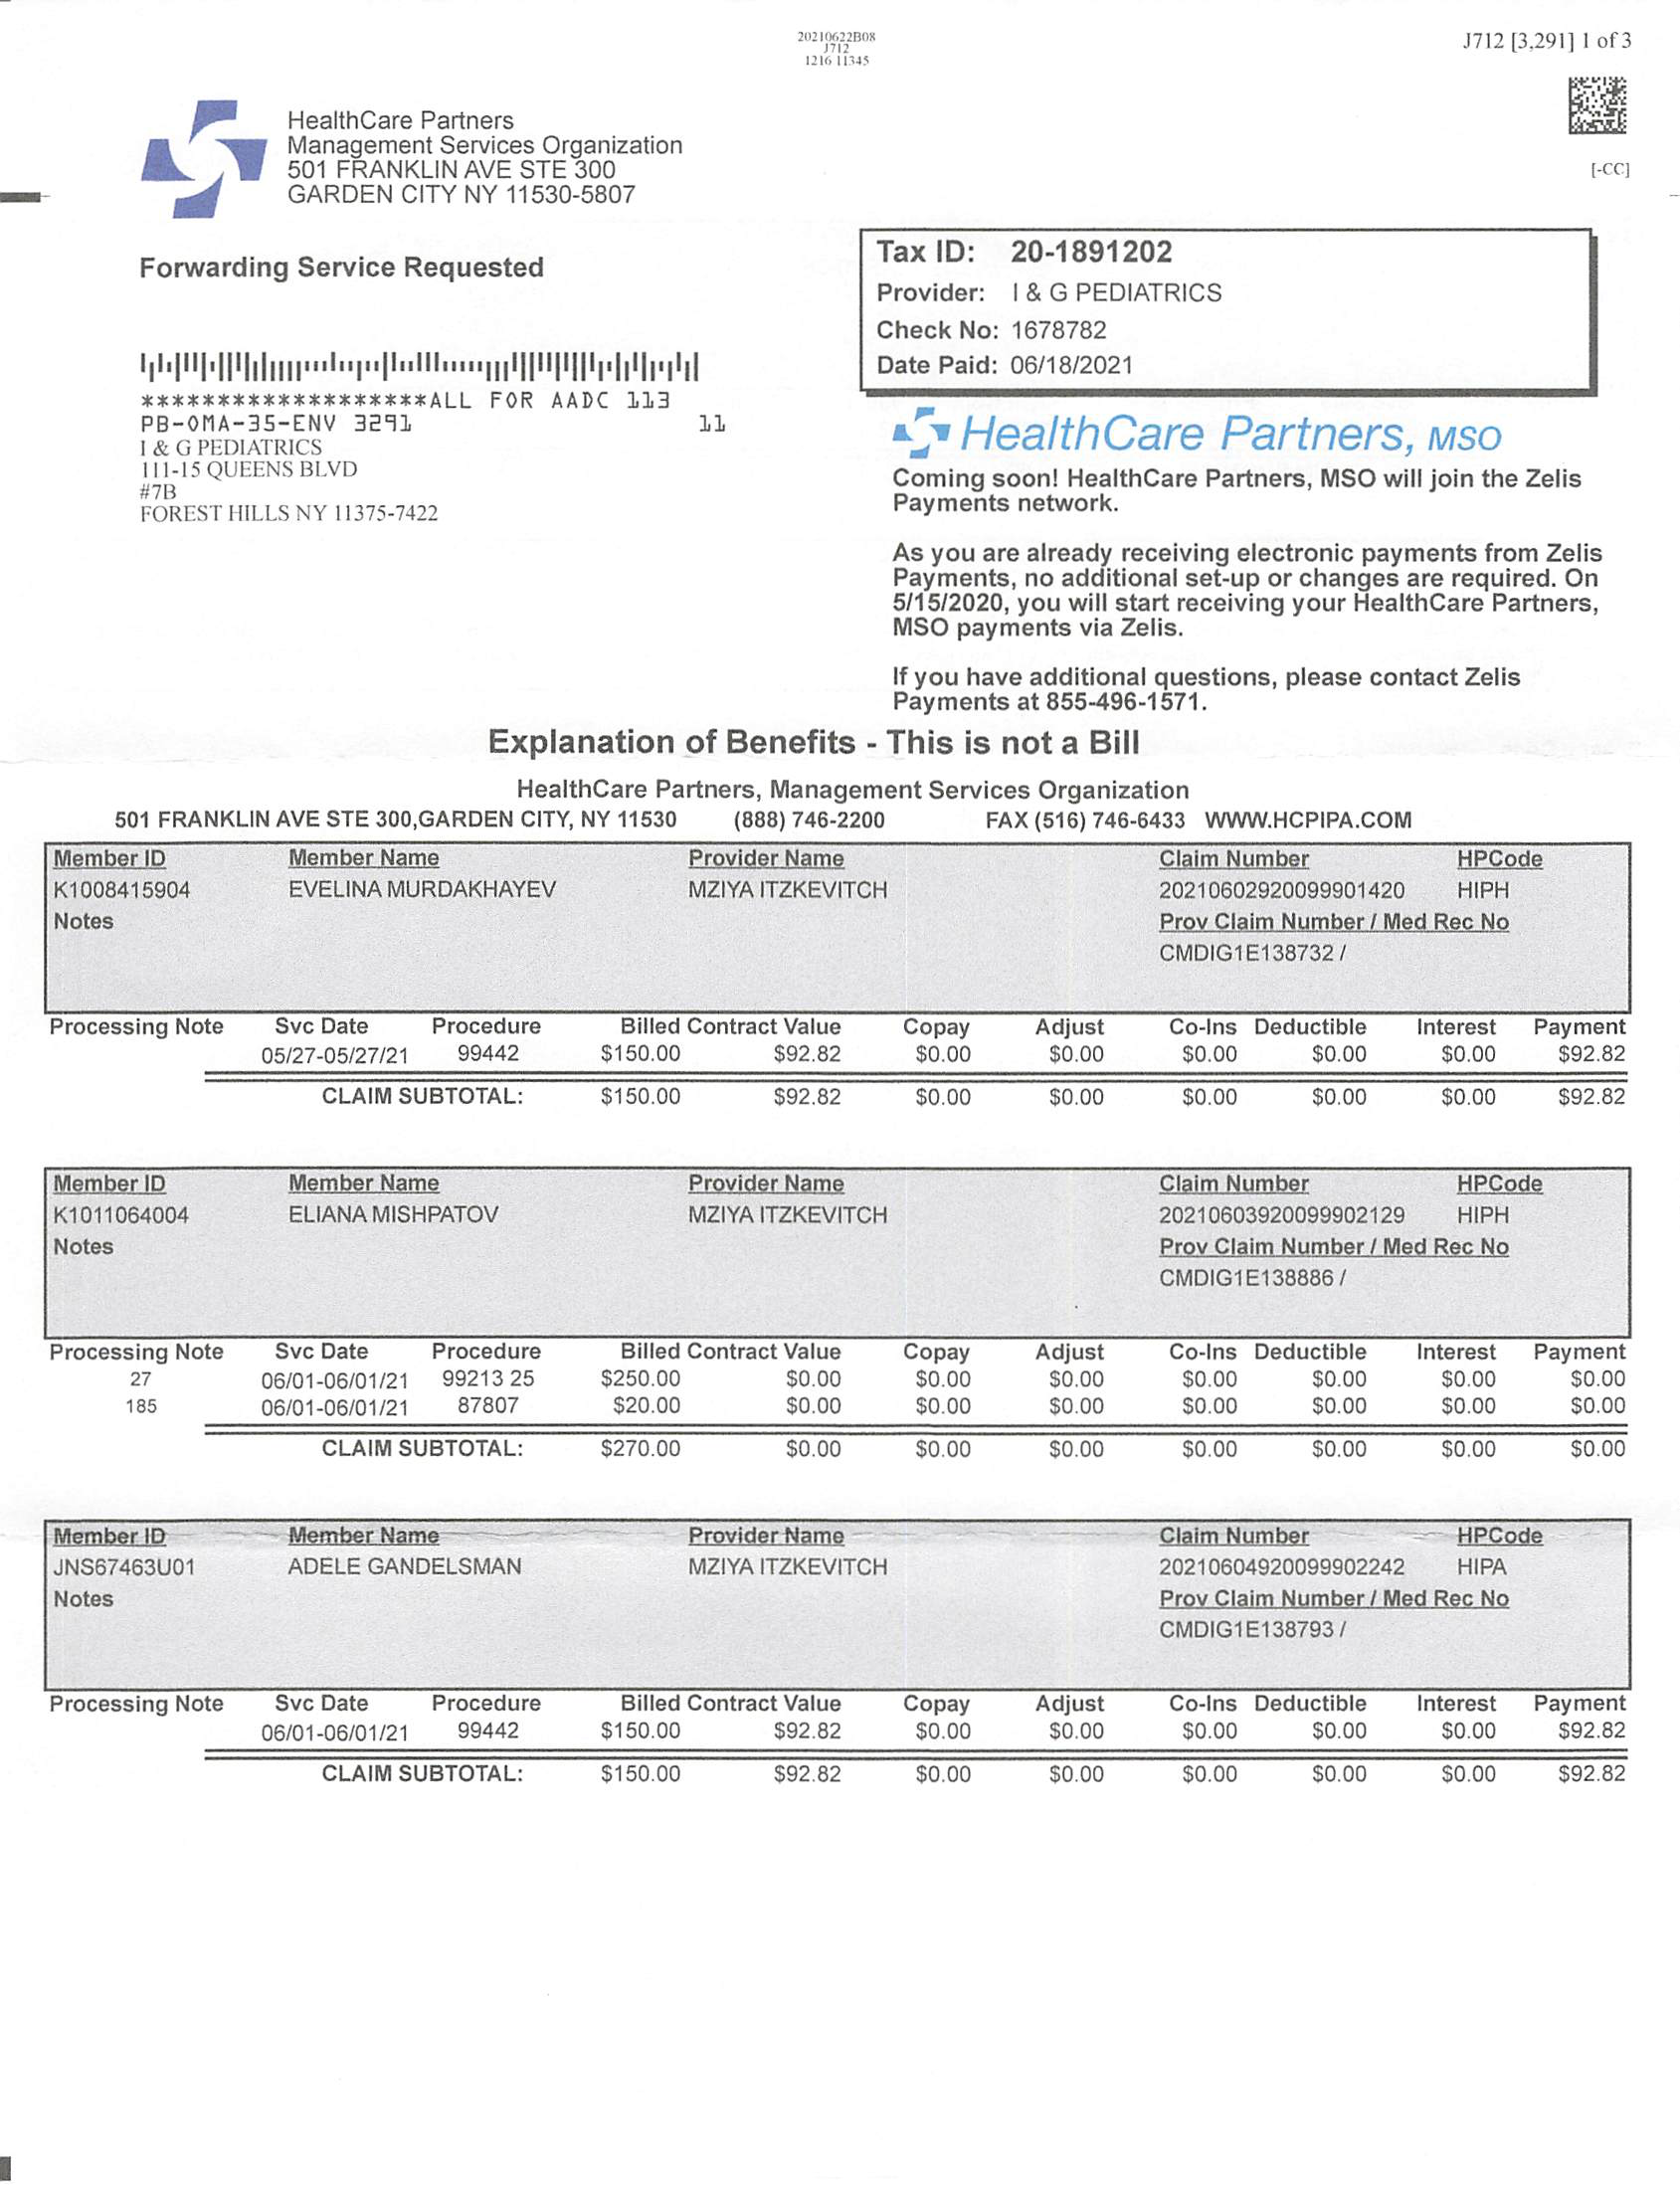 20210622B08
J712
1216 11345
J712 [3,291] 1 of 3
HealthCare Partners
Management Services Organization
501 FRANKLIN AVE STE 300
GARDEN CITY NY 11530-5807
[-CC]
Forwarding Service Requested
Tax ID: 20-1891202
Provider: I & G PEDIATRICS
Check No: 1678782
Date Paid: 06/18/2021
*******************ALL FOR AADC 113
PB-OMA-35-ENV 3291 11
I & G PEDIATRICS
111-15 QUEENS BLVD
#7B
FOREST HILLS NY 11375-7422
HealthCare Partners, MSO
Coming soon! HealthCare Partners, MSO will join the Zelis
Payments network.
As you are already receiving electronic payments from Zelis
Payments, no additional set-up or changes are required. On
5/15/2020, you will start receiving your HealthCare Partners,
MSO payments via Zelis.
If you have additional questions, please contact Zelis
Payments at 855-496-1571.
Explanation of Benefits - This is not a Bill
HealthCare Partners, Management Services Organization
501 FRANKLIN AVE STE 300,GARDEN CITY, NY 11530 (888) 746-2200 FAX (516) 746-6433 WWW.HCPIPA.COM
Member ID Member Name Provider Name Claim Number HPCode
K1008415904 EVELINA MURDAKHAYEV MZIYA ITZKEVITCH 20210602920099901420 HIPH
Notes Prov Claim Number / Med Rec No
CMDIG1E138732 /
Processing Note Svc Date Procedure Billed Contract Value Copay Adjust Co-Ins Deductible Interest Payment
05/27-05/27/21 99442 $150.00 $92.82 $0.00 $0.00 $0.00 $0.00 $0.00 $92.82
CLAIM SUBTOTAL: $150.00 $92.82 $0.00 $0.00 $0.00 $0.00 $0.00 $92.82
Member ID Member Name Provider Name Claim Number HPCode
K1011064004 ELIANA MISHPATOV MZIYA ITZKEVITCH 20210603920099902129 HIPH
Notes Prov Claim Number / Med Rec No
CMDIG1E138886 /
Processing Note Svc Date Procedure Billed Contract Value Copay Adjust Co-Ins Deductible Interest Payment
27 06/01-06/01/21 99213 25 $250.00 $0.00 $0.00 $0.00 $0.00 $0.00 $0.00 $0.00
185 06/01-06/01/21 87807 $20.00 $0.00 $0.00 $0.00 $0.00 $0.00 $0.00 $0.00
CLAIM SUBTOTAL: $270.00 $0.00 $0.00 $0.00 $0.00 $0.00 $0.00 $0.00
Member ID Member Name Provider Name Claim Number HPCode
JNS67463U01 ADELE GANDELSMAN MZIYA ITZKEVITCH 20210604920099902242 HIPA
Notes Prov Claim Number / Med Rec No
CMDIG1E138793 /
Processing Note Svc Date Procedure Billed Contract Value Copay Adjust Co-Ins Deductible Interest Payment
06/01-06/01/21 99442 $150.00 $92.82 $0.00 $0.00 $0.00 $0.00 $0.00 $92.82
CLAIM SUBTOTAL: $150.00 $92.82 $0.00 $0.00 $0.00 $0.00 $0.00 $92.82